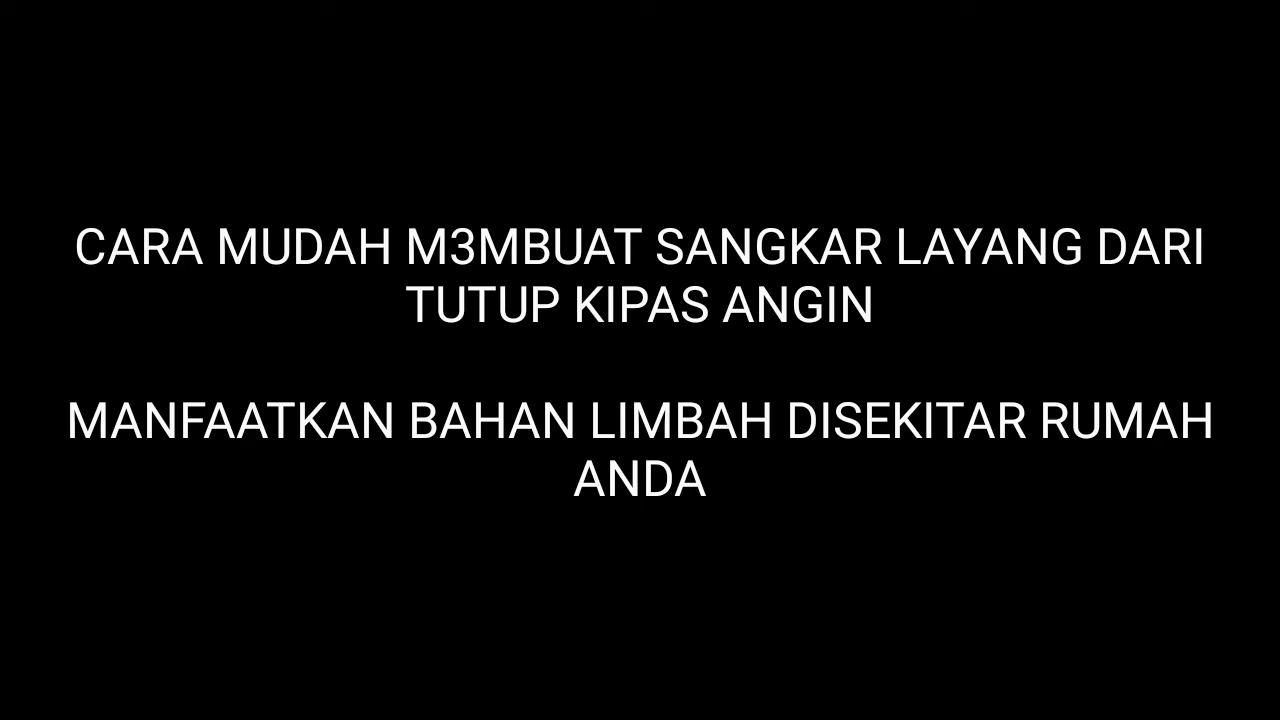 CARA MUDAH M3MBUAT SANGKAR LAYANG DARI
TUTUP KIPAS ANGIN
MANFAATKAN BAHAN LIMBAH DISEKITAR RUMAH
ANDA